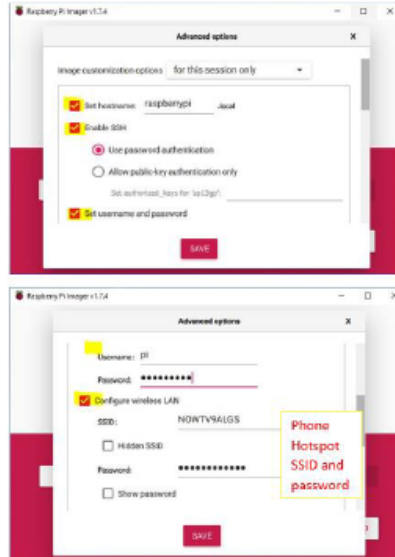 Raspberry Pi Imager v1.7.4
Advanced options X
Image customization options for this session only
Set hostname: raspberrypi .local
Enable SSH
Use password authentication
Allow public-key authentication only
Set authorized_keys for
Set username and password
SAVE
Raspberry Pi Imager v1.7.4
Advanced options X
Username: pi
Password: •••••••••
Configure wireless LAN
SSID:
Hidden SSID
Password: ••••••••••••
Show password
Phone
Hotspot
SSID and
password
SAVE